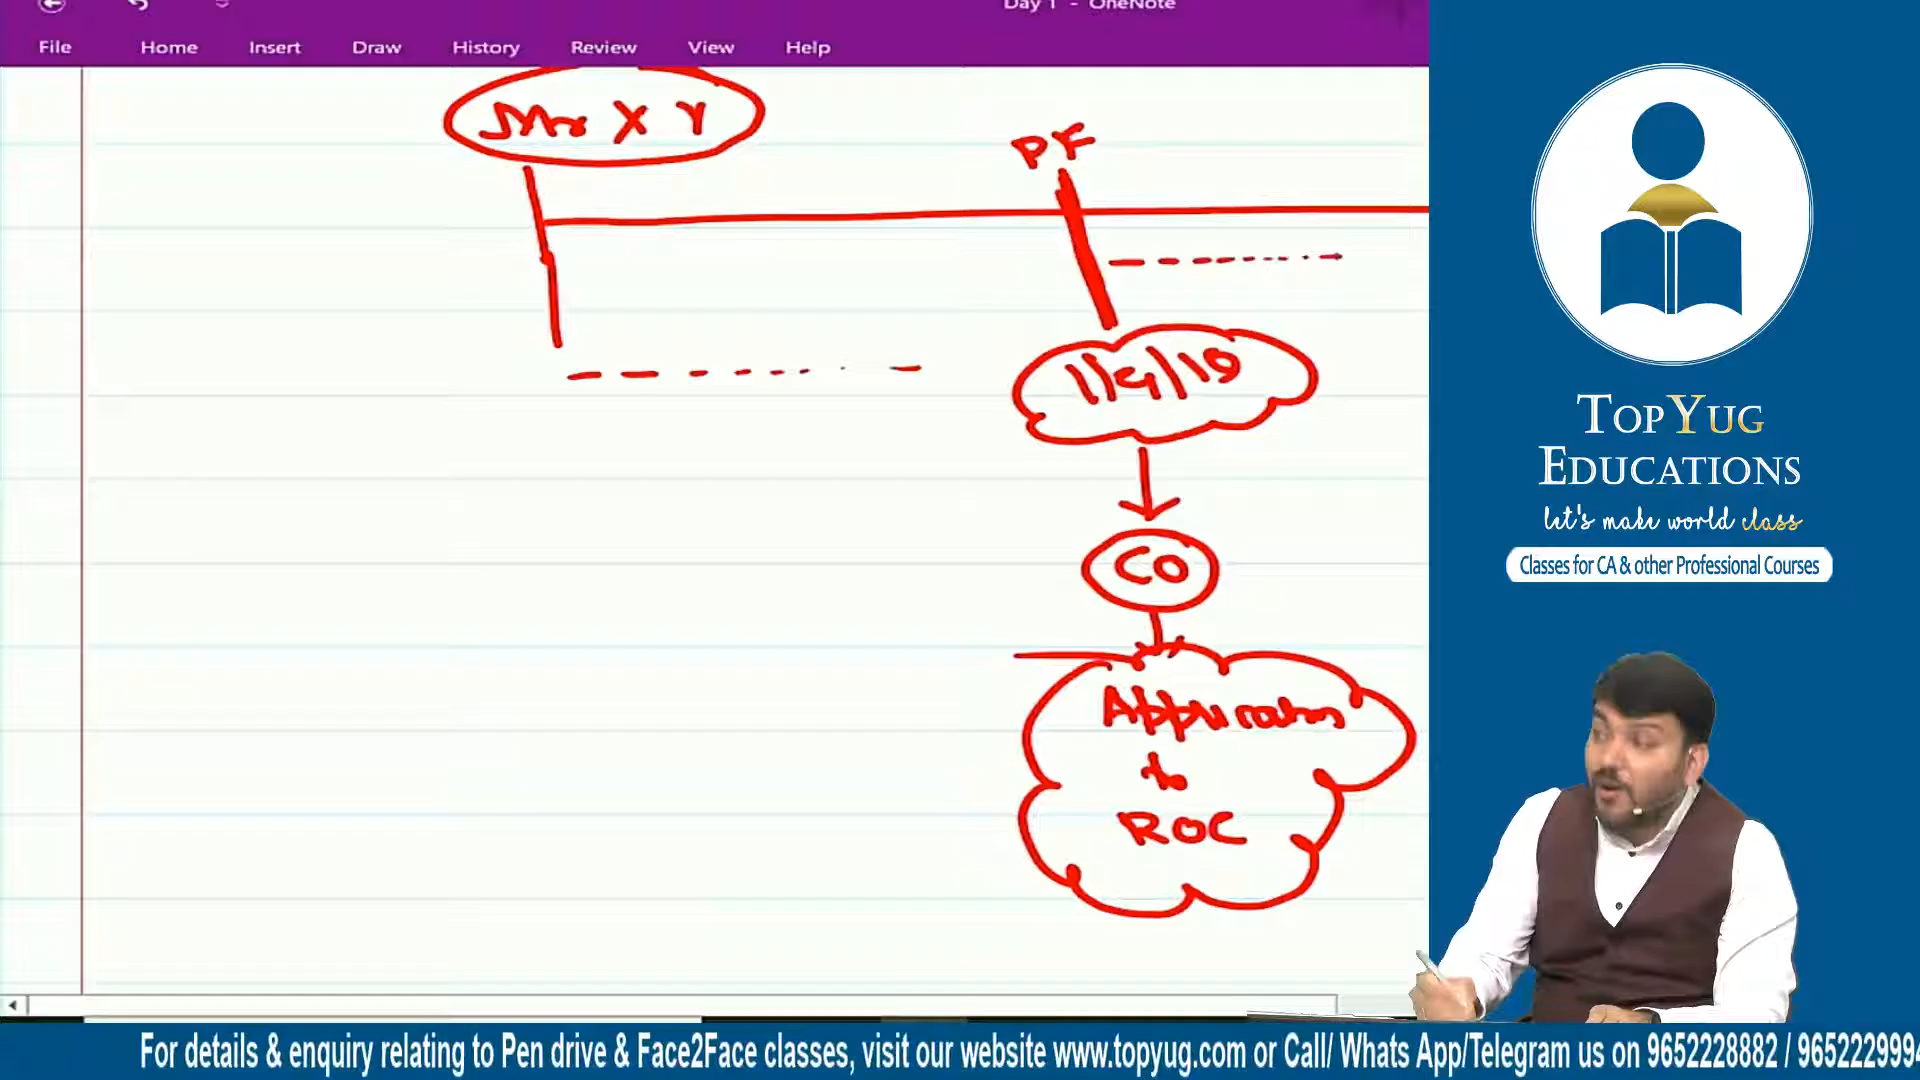 Day 1 - OneNote
File Home Insert Draw History Review View Help
Mr X Y
PF
1/4/18
CO
Application
to
ROC
TOPYUG
EDUCATIONS
let's make world class
Classes for CA & other Professional Courses
For details & enquiry relating to Pen drive & Face2Face classes, visit our website www.topyug.com or Call/ Whats App/Telegram us on 9652228882 / 9652229994